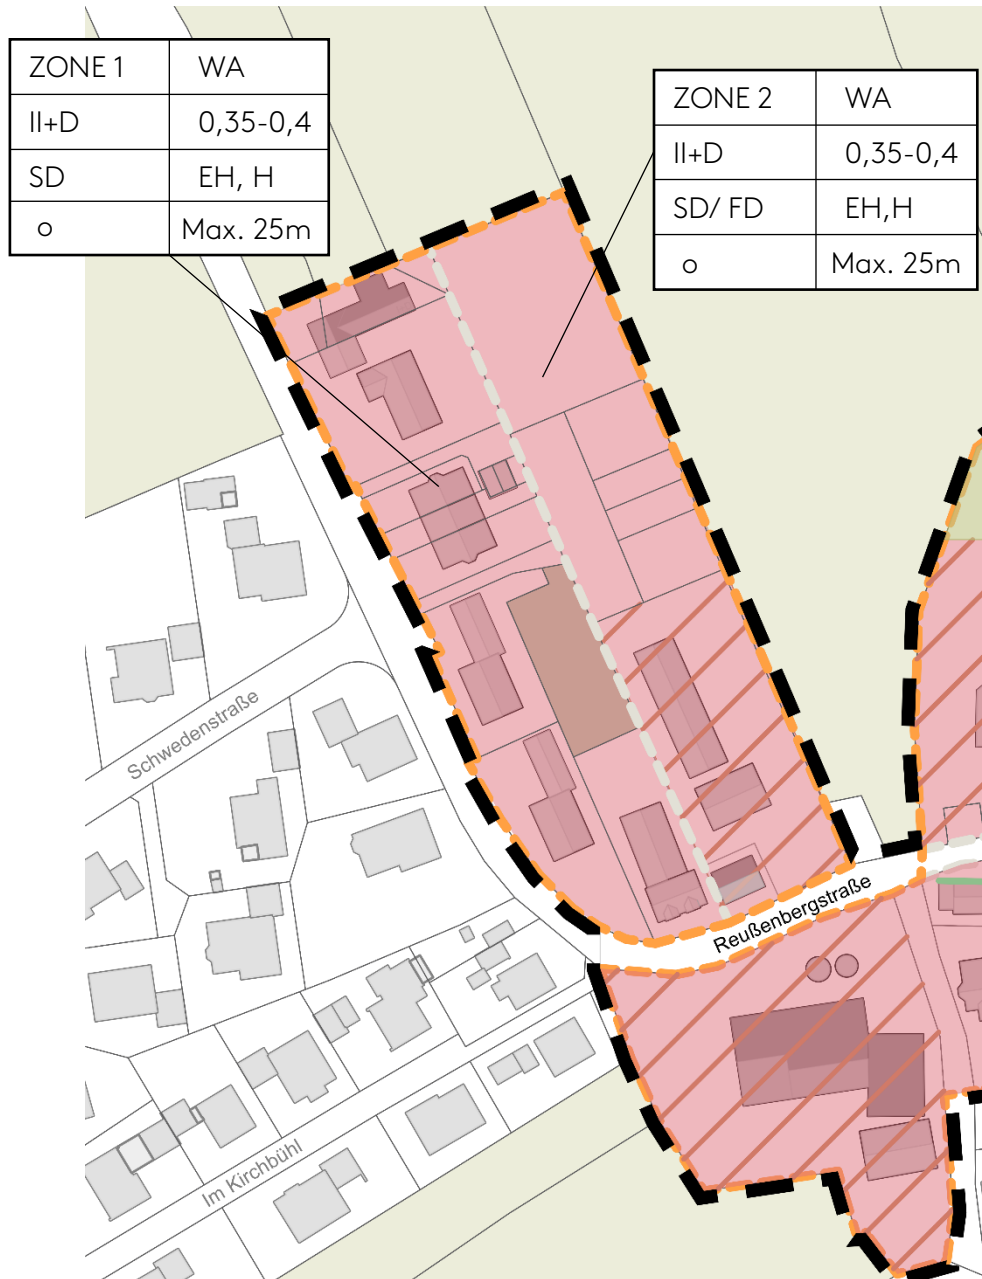 ZONE 1 WA
II+D 0,35-0,4
SD EH, H
o Max. 25m
ZONE 2 WA
II+D 0,35-0,4
SD/ FD EH,H
o Max. 25m
Schwedenstraße
Reußenbergstraße
Im Kirchbühl